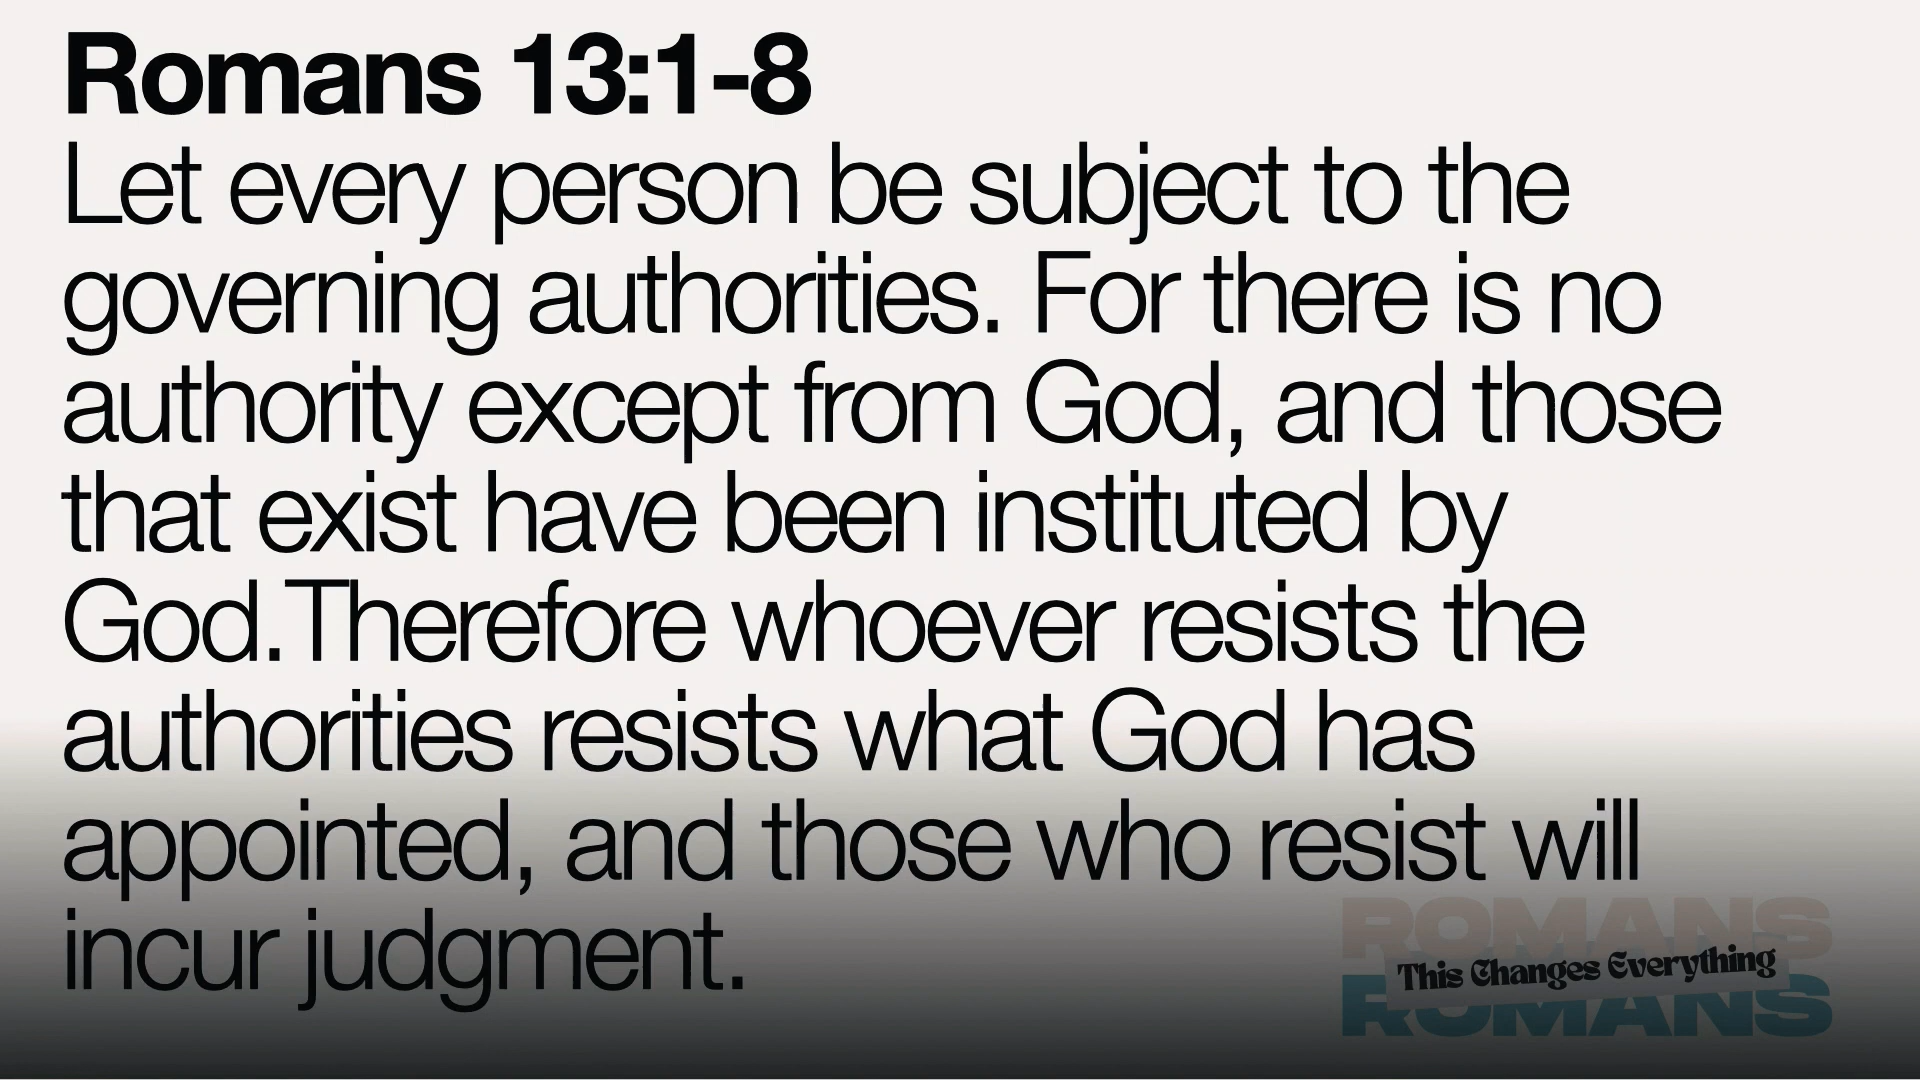 Romans 13:1-8
Let every person be subject to the
governing authorities. For there is no
authority except from God, and those
that exist have been instituted by
God.Therefore whoever resists the
authorities resists what God has
appointed, and those who resist will
incur judgment.
ROMANS
This Changes Everything
ROMANS